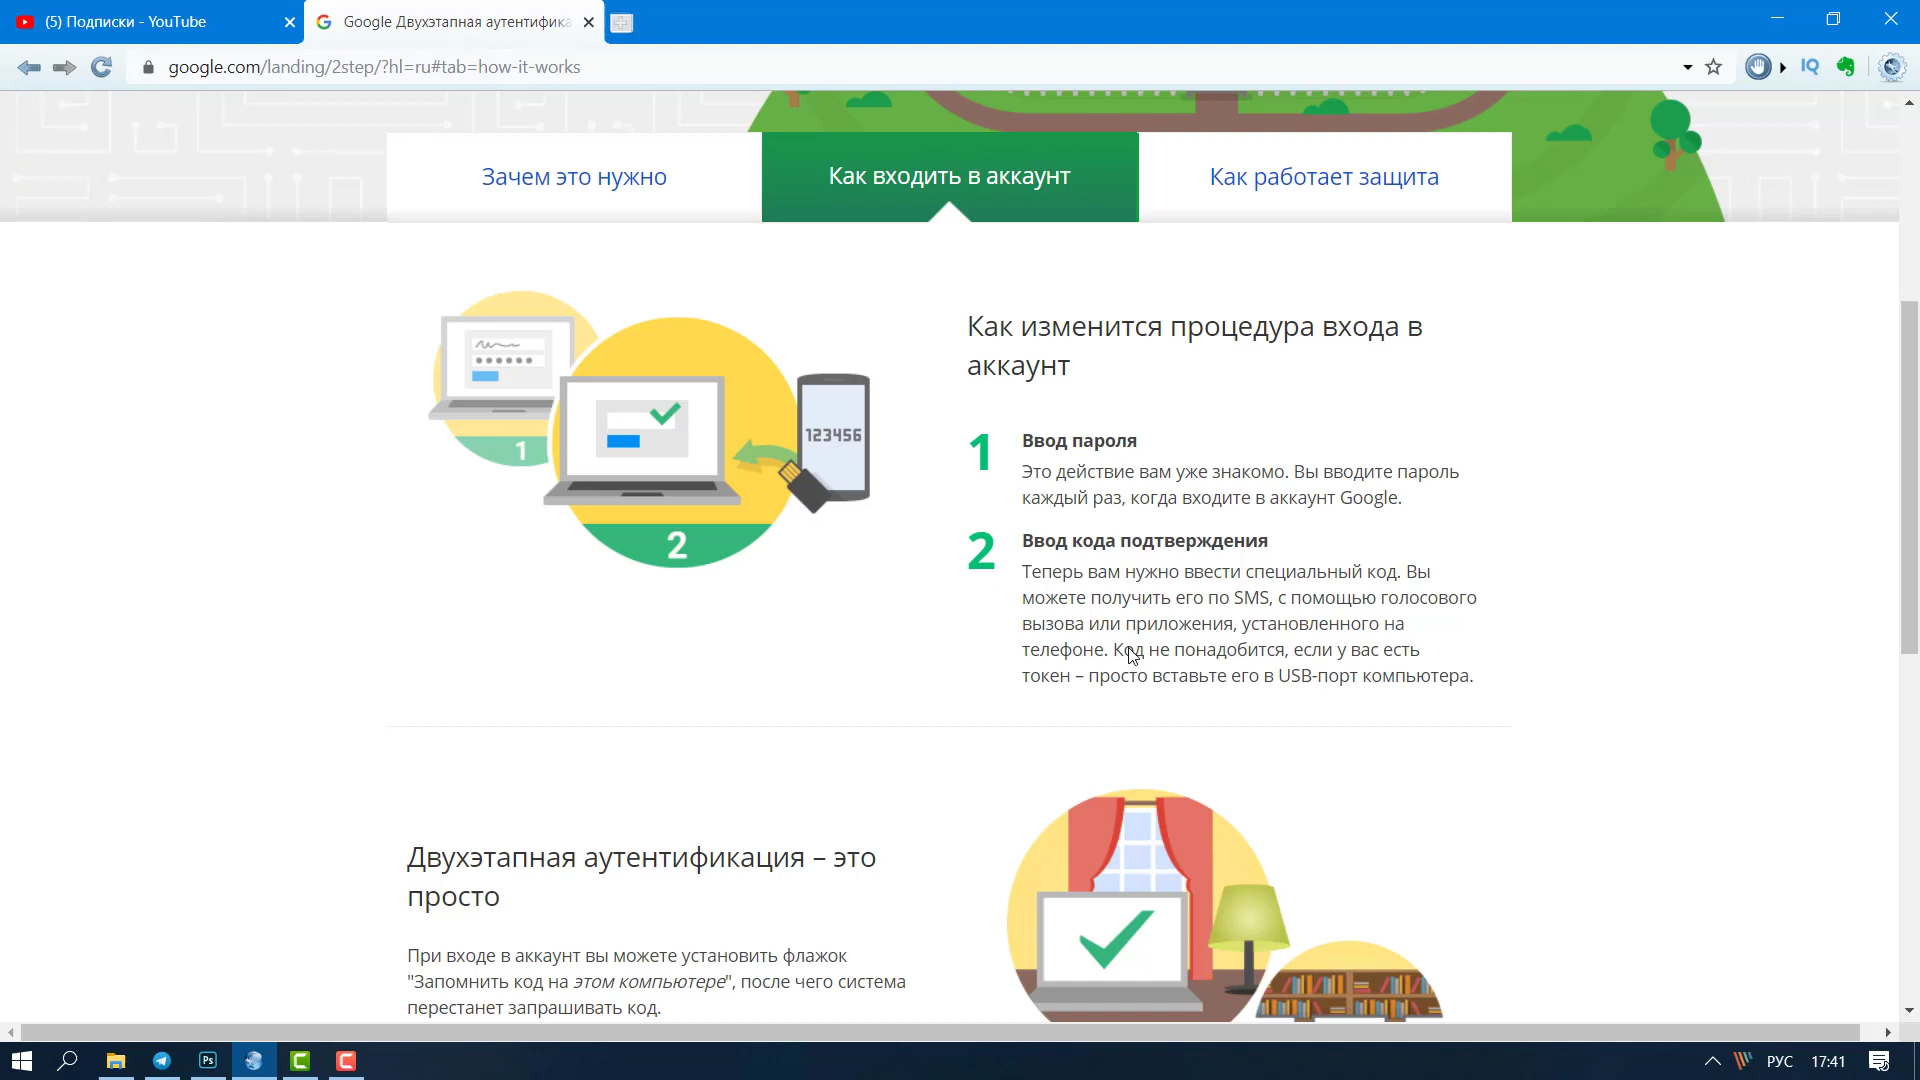 (5) Подписки - YouTube
Google Двухэтапная аутентифика
google.com/landing/2step/?hl=ru#tab=how-it-works
IQ
Зачем это нужно
Как входить в аккаунт
Как работает защита
1
2
123456
Как изменится процедура входа в
аккаунт
1
Ввод пароля
Это действие вам уже знакомо. Вы вводите пароль
каждый раз, когда входите в аккаунт Google.
2
Ввод кода подтверждения
Теперь вам нужно ввести специальный код. Вы
можете получить его по SMS, с помощью голосового
вызова или приложения, установленного на
телефоне. Код не понадобится, если у вас есть
токен – просто вставьте его в USB-порт компьютера.
Двухэтапная аутентификация – это
просто
При входе в аккаунт вы можете установить флажок
"Запомнить код на этом компьютере", после чего система
перестанет запрашивать код.
Ps
РУС
17:41